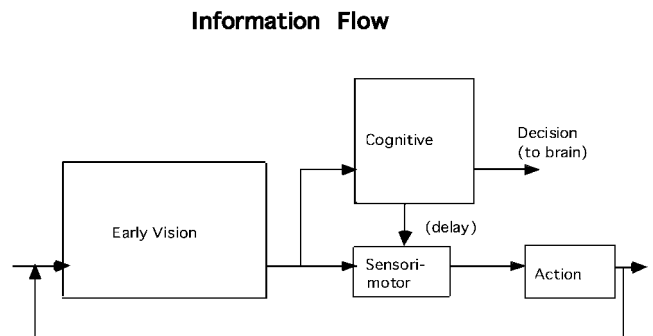 Information Flow
Cognitive
Decision
(to brain)
Early Vision
(delay)
Sensori-
motor
Action